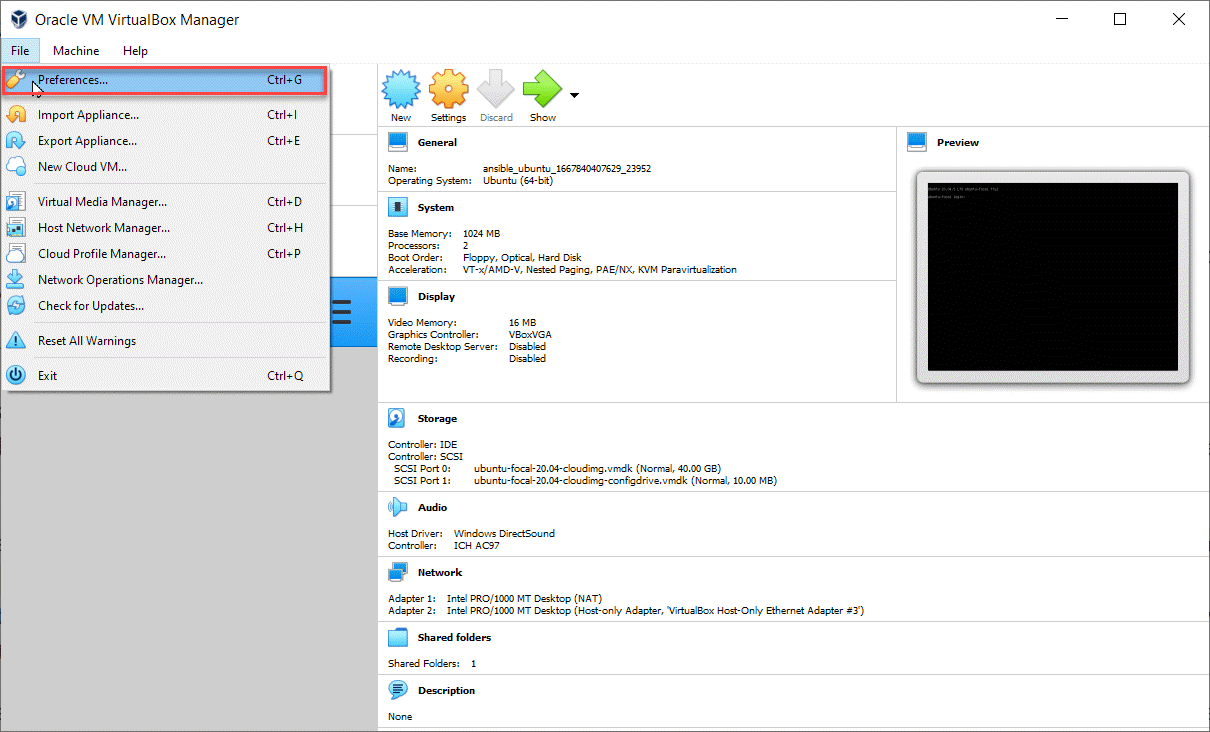 Oracle VM VirtualBox Manager
File Machine Help
Preferences... Ctrl+G
Import Appliance... Ctrl+I
Export Appliance... Ctrl+E
New Cloud VM...
Virtual Media Manager... Ctrl+D
Host Network Manager... Ctrl+H
Cloud Profile Manager... Ctrl+P
Network Operations Manager...
Check for Updates...
Reset All Warnings
Exit Ctrl+Q
New Settings Discard Show
General
Name: ansible_ubuntu_1667840407629_23952
Operating System: Ubuntu (64-bit)
System
Base Memory: 1024 MB
Processors: 2
Boot Order: Floppy, Optical, Hard Disk
Acceleration: VT-x/AMD-V, Nested Paging, PAE/NX, KVM Paravirtualization
Display
Video Memory: 16 MB
Graphics Controller: VBoxVGA
Remote Desktop Server: Disabled
Recording: Disabled
Preview
Storage
Controller: IDE
Controller: SCSI
SCSI Port 0: ubuntu-focal-20.04-cloudimg.vmdk (Normal, 40.00 GB)
SCSI Port 1: ubuntu-focal-20.04-cloudimg-configdrive.vmdk (Normal, 10.00 MB)
Audio
Host Driver: Windows DirectSound
Controller: ICH AC97
Network
Adapter 1: Intel PRO/1000 MT Desktop (NAT)
Adapter 2: Intel PRO/1000 MT Desktop (Host-only Adapter, 'VirtualBox Host-Only Ethernet Adapter #3')
Shared folders
Shared Folders: 1
Description
None